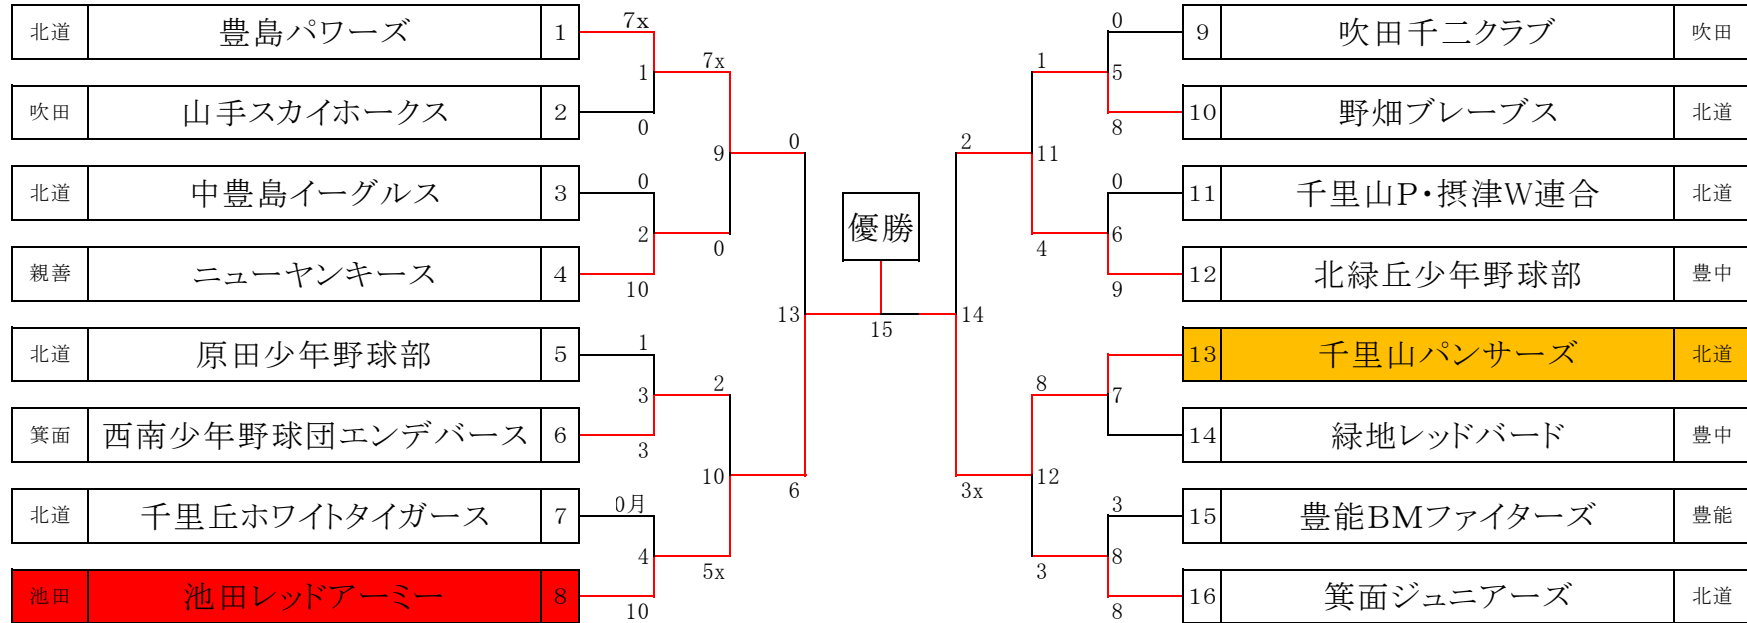 北道 豊島パワーズ 1
吹田 山手スカイホークス 2
北道 中豊島イーグルス 3
親善 ニューヤンキース 4
北道 原田少年野球部 5
箕面 西南少年野球団エンデバース 6
北道 千里丘ホワイトタイガース 7
池田 池田レッドアーミー 8
7x
1
0
0
2
10
1
3
3
0月
4
10
7x
9
0
2
10
5x
0
13
6
優勝
15
2
14
3x
1
11
4
8
12
3
0
5
8
0
6
9
7
3
8
8
9 吹田千二クラブ 吹田
10 野畑ブレーブス 北道
11 千里山P・摂津W連合 北道
12 北緑丘少年野球部 豊中
13 千里山パンサーズ 北道
14 緑地レッドバード 豊中
15 豊能BMファイターズ 豊能
16 箕面ジュニアーズ 北道